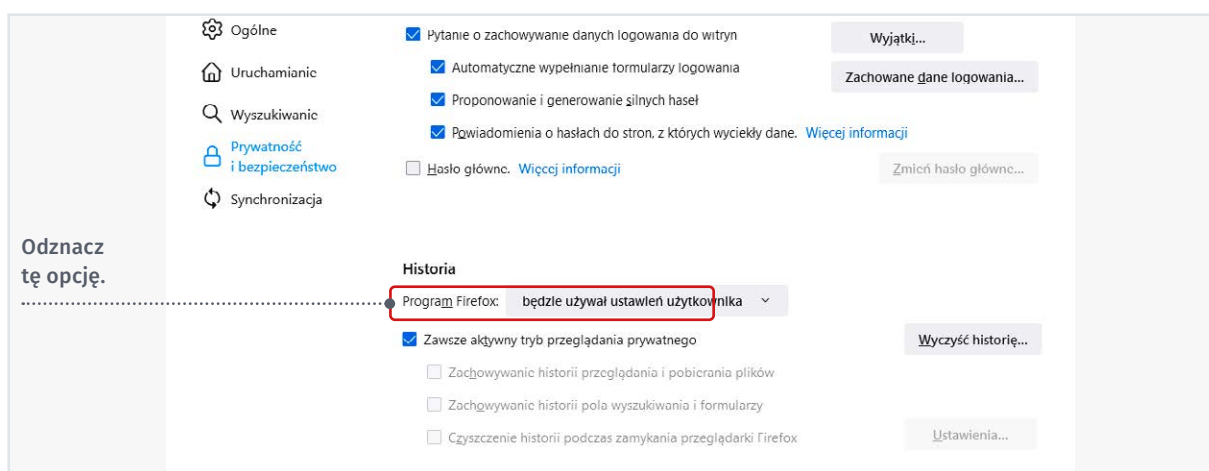 Ogólne
Uruchamianie
Wyszukiwanie
Prywatność
i bezpieczeństwo
Synchronizacja
Pytanie o zachowywanie danych logowania do witryn
Wyjątki...
Automatyczne wypełnianie formularzy logowania
Zachowane dane logowania...
Proponowanie i generowanie silnych haseł
Powiadomienia o hasłach do stron, z których wyciekły dane. Więcej informacji
Hasło główne. Więcej informacji
Zmień hasło główne...
Odznacz
tę opcję.
Historia
Program Firefox: będzie używał ustawień użytkownika
Zawsze aktywny tryb przeglądania prywatnego
Wyczyść historię...
Zachowywanie historii przeglądania i pobierania plików
Zachowywanie historii pola wyszukiwania i formularzy
Czyszczenie historii podczas zamykania przeglądarki Firefox
Ustawienia...